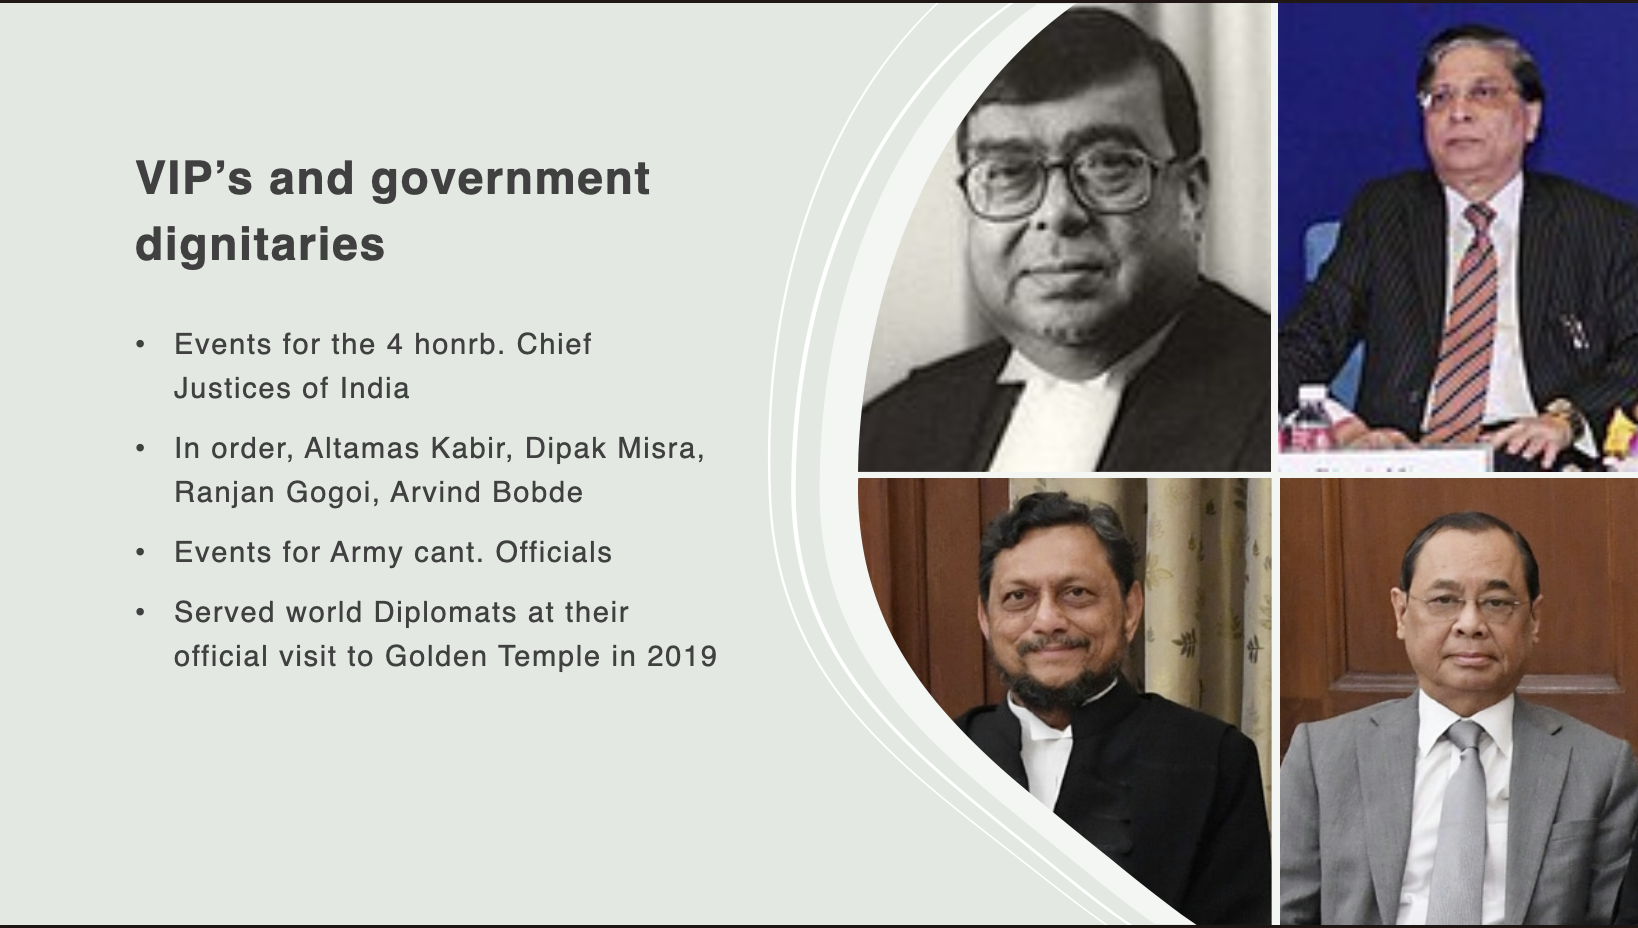 VIP’s and government
dignitaries
• Events for the 4 honrb. Chief
Justices of India
• In order, Altamas Kabir, Dipak Misra,
Ranjan Gogoi, Arvind Bobde
• Events for Army cant. Officials
• Served world Diplomats at their
official visit to Golden Temple in 2019